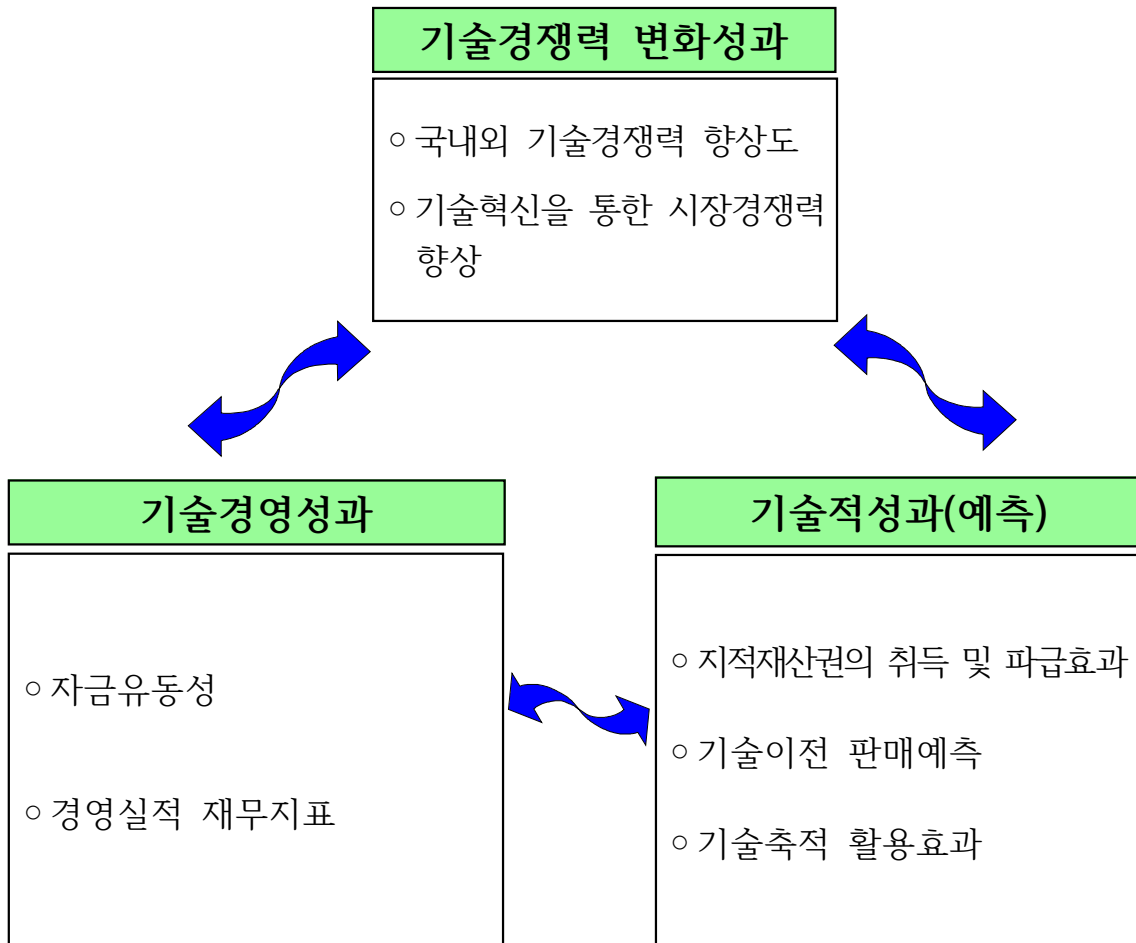 기술경쟁력 변화성과
○ 국내외 기술경쟁력 향상도
○ 기술혁신을 통한 시장경쟁력
향상
기술경영성과
○ 자금유동성
○ 경영실적 재무지표
기술적성과(예측)
○ 지적재산권의 취득 및 파급효과
○ 기술이전 판매예측
○ 기술축적 활용효과